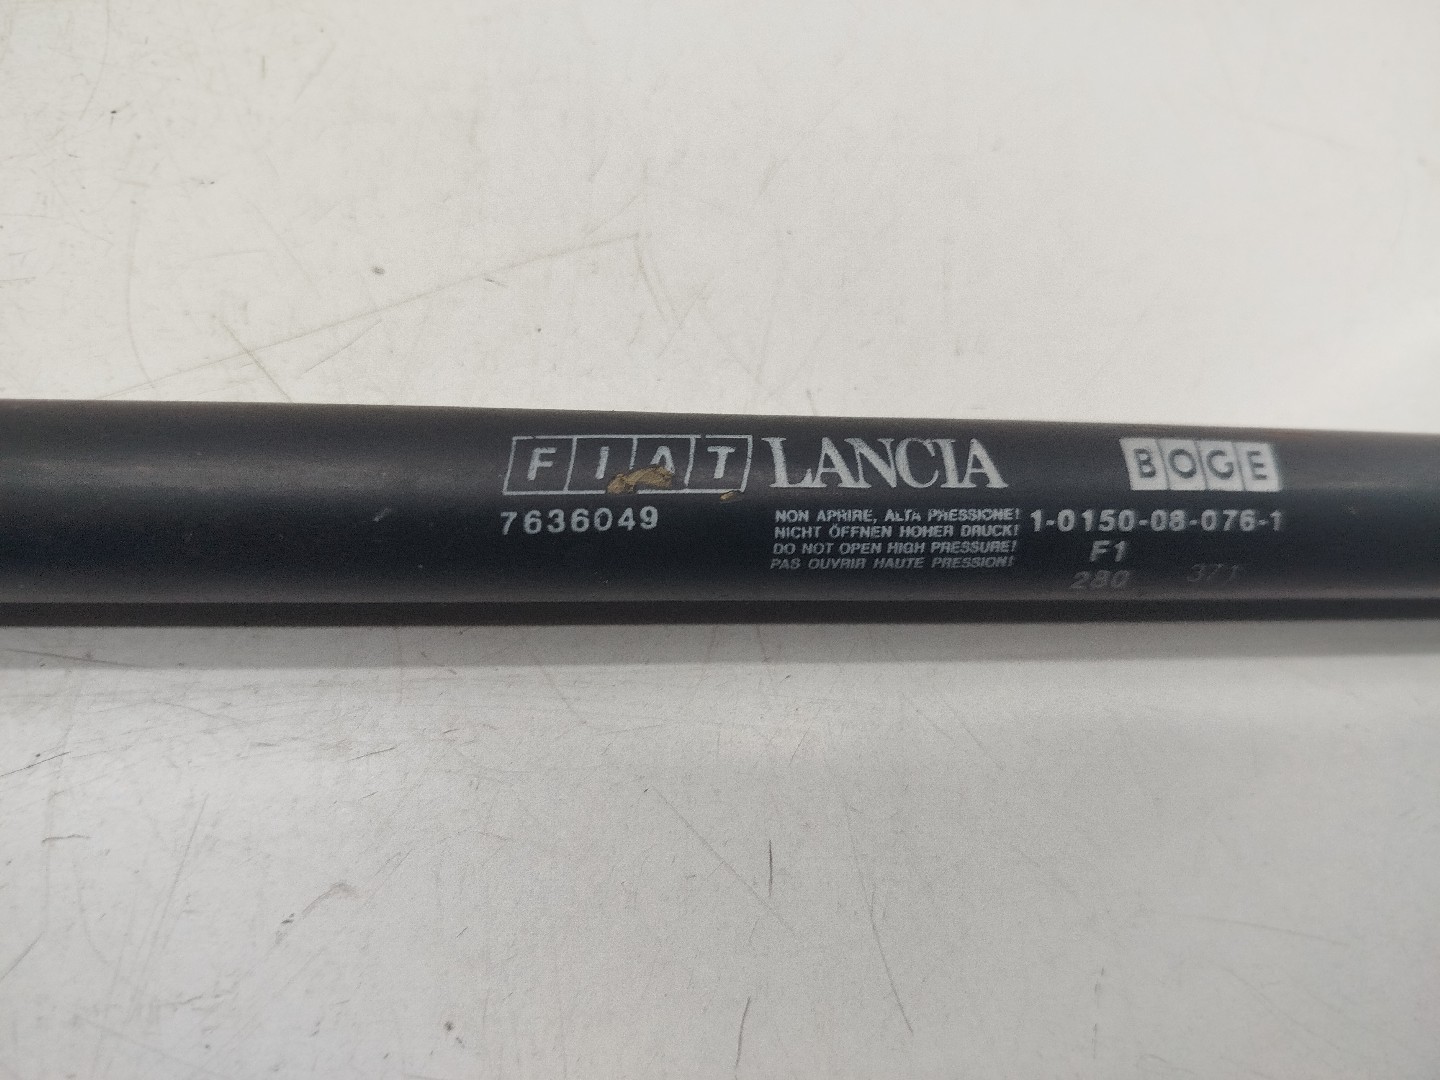 FIAT LANCIA BOGE
7636049
NON APRIRE, ALTA PRESSIONE!
NICHT ÖFFNEN HOHER DRUCK!
DO NOT OPEN HIGH PRESSURE!
PAS OUVRIR HAUTE PRESSION!
1-0150-08-076-1
F1
280